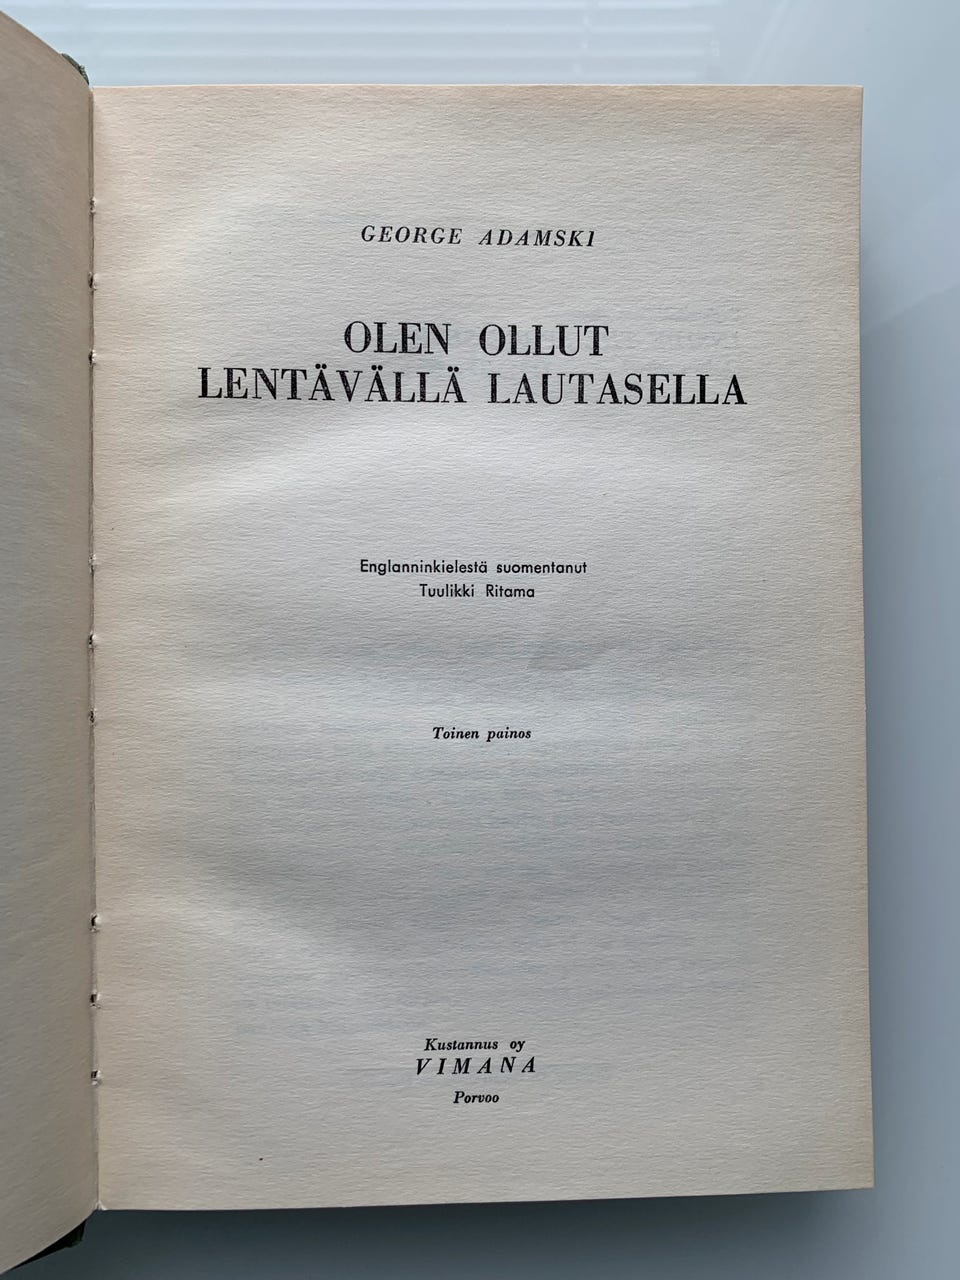 GEORGE ADAMSKI
OLEN OLLUT
LENTÄVÄLLÄ LAUTASELLA
Englanninkielestä suomentanut
Tuulikki Ritama
Toinen painos
Kustannus oy
VIMANA
Porvoo